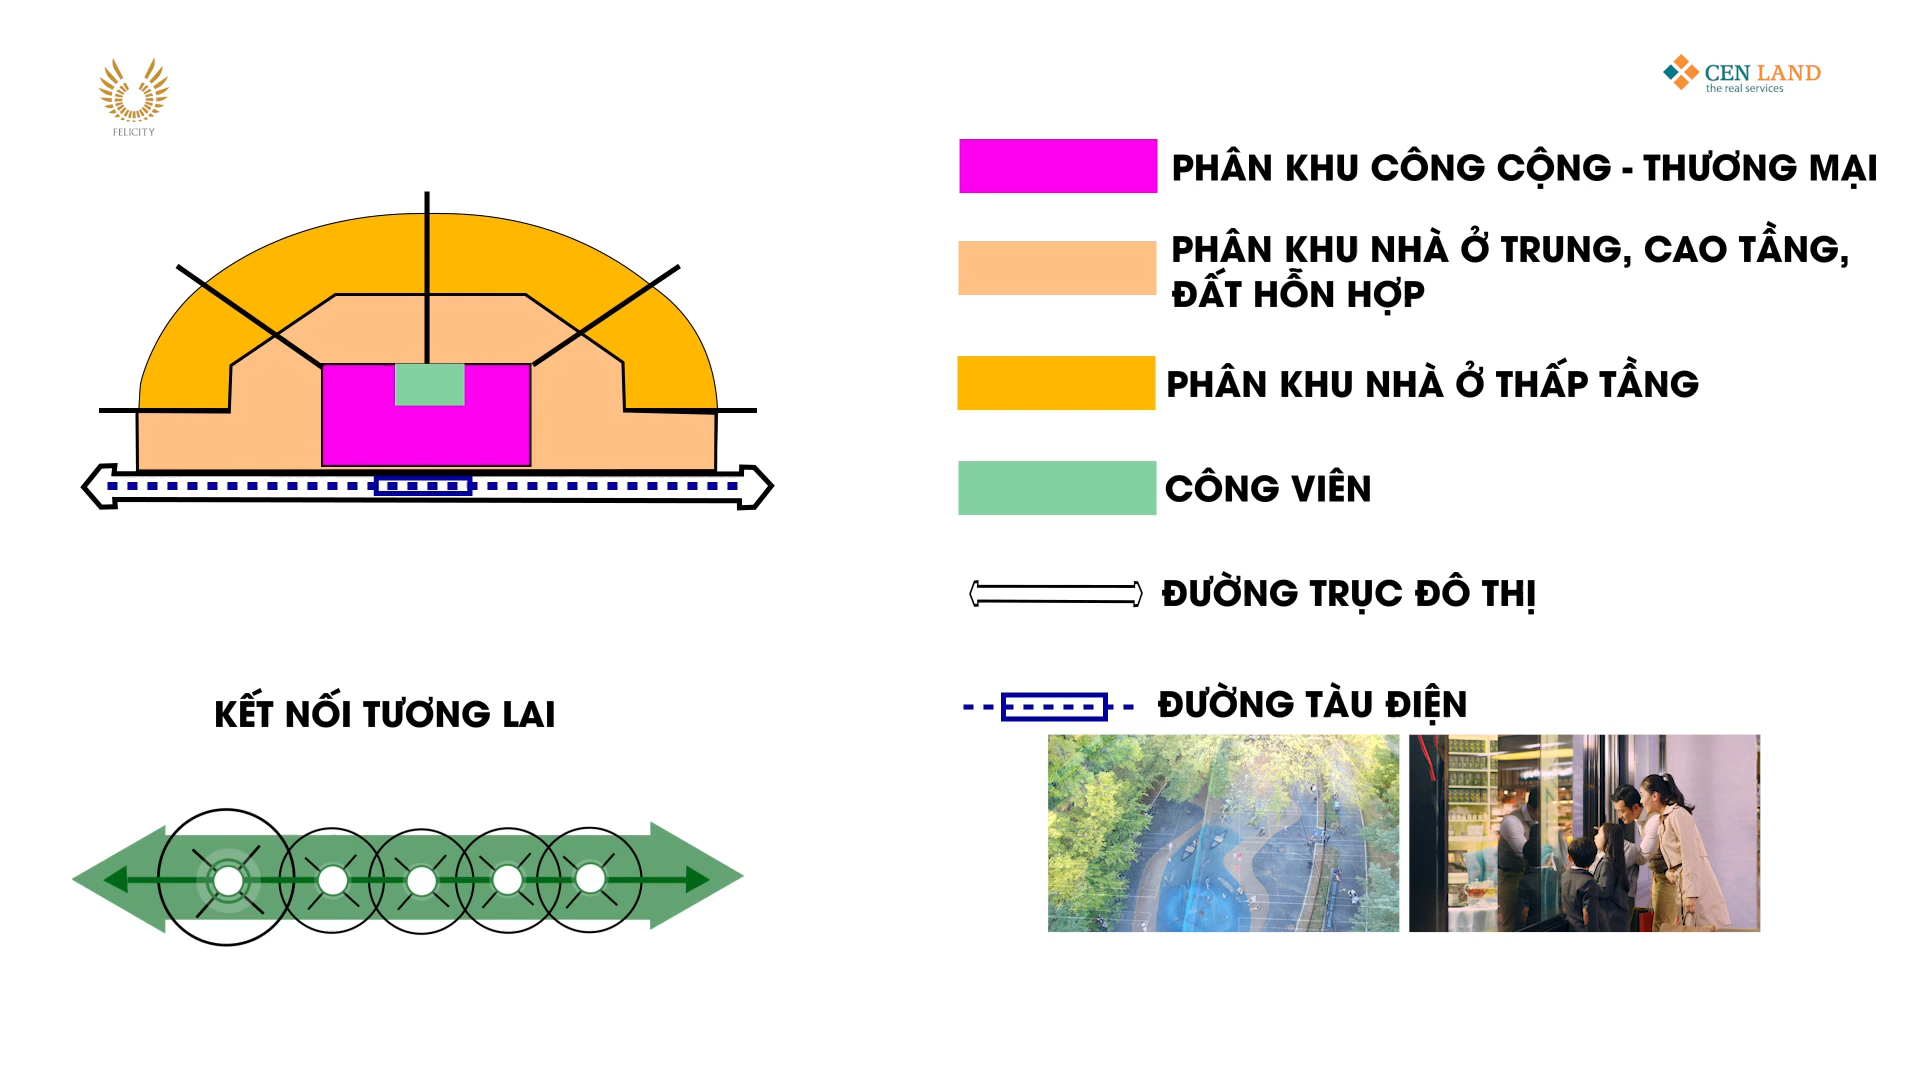 FELICITY
CEN LAND
the real services
PHÂN KHU CÔNG CỘNG - THƯƠNG MẠI
PHÂN KHU NHÀ Ở TRUNG, CAO TẦNG,
ĐẤT HỖN HỢP
PHÂN KHU NHÀ Ở THẤP TẦNG
CÔNG VIÊN
ĐƯỜNG TRỤC ĐÔ THỊ
ĐƯỜNG TÀU ĐIỆN
KẾT NỐI TƯƠNG LAI